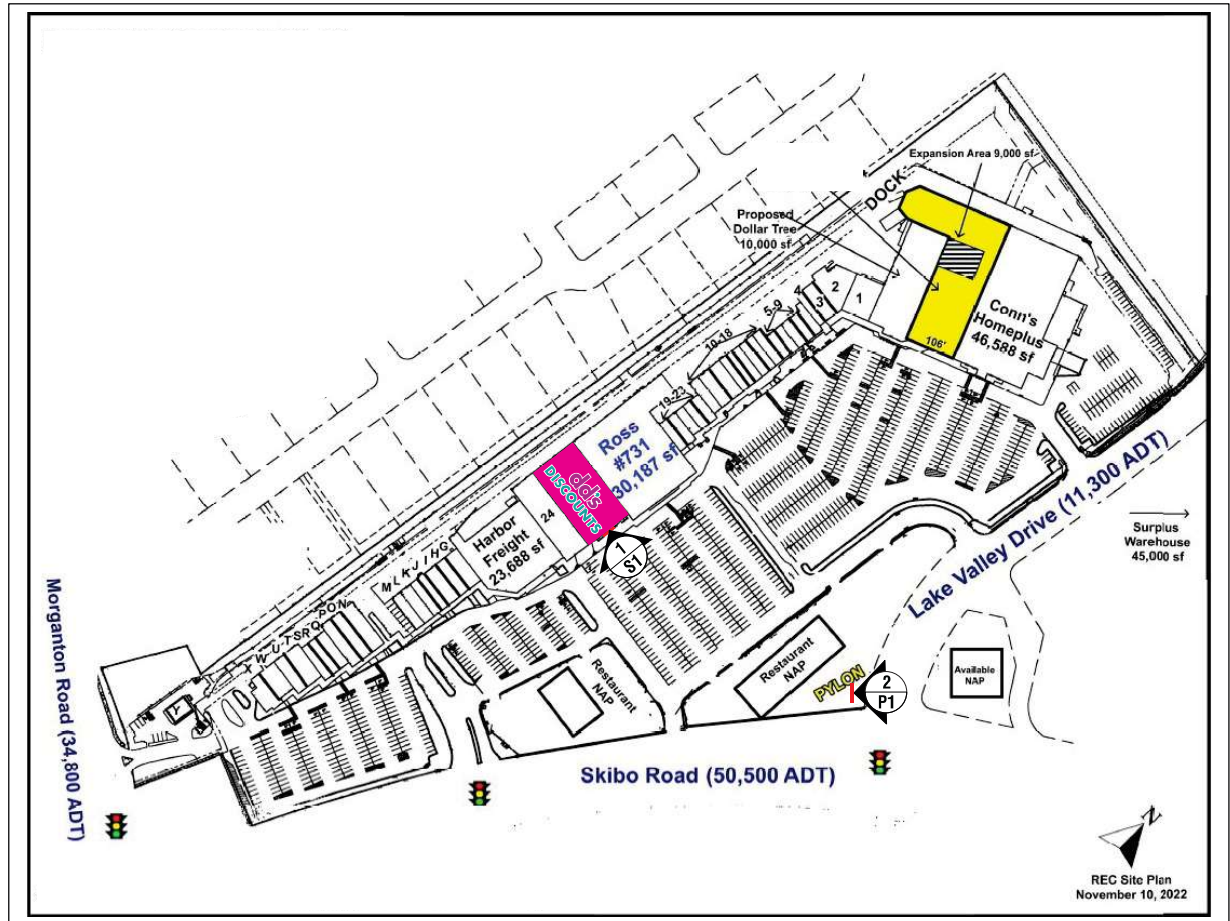 Expansion Area 9,000 sf
DOCK
Proposed
Dollar Tree
10,000 sf
Conn's
Homeplus
46,588 sf
106'
1
2
3
4
5-9
10-18
19-23
Ross
#731
30,187 sf
dd's
DISCOUNTS
24
Harbor
Freight
23,688 sf
1
S1
G
H
I
J
K
L
M
N
O
P
Q
R
S
T
U
W
X
Y
Restaurant
NAP
Restaurant
NAP
PYLON
2
P1
Available
NAP
Surplus
Warehouse
45,000 sf
Lake Valley Drive (11,300 ADT)
Morganton Road (34,800 ADT)
Skibo Road (50,500 ADT)
N
REC Site Plan
November 10, 2022